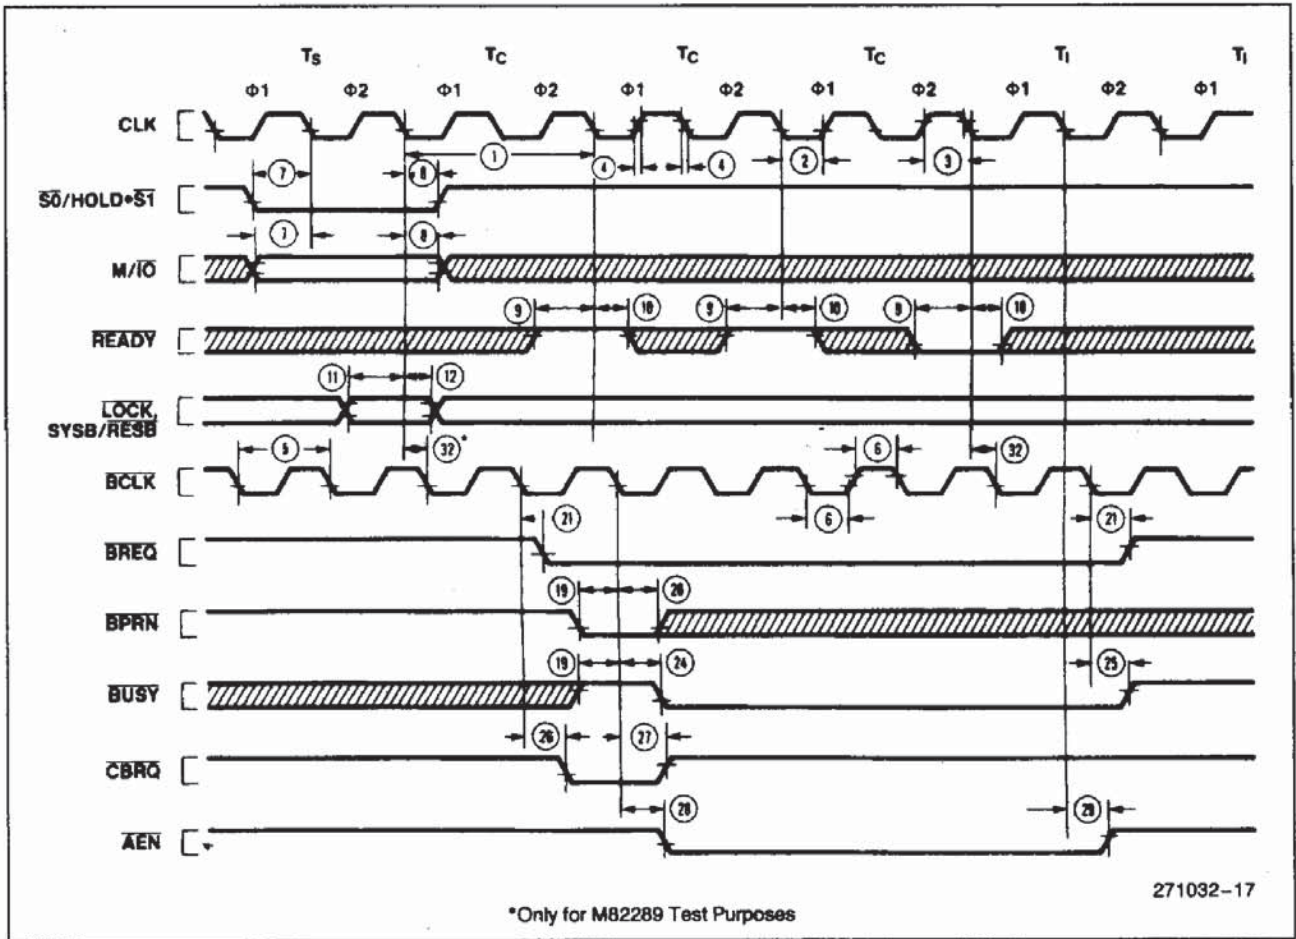 TS TC TC TC TI TI
Φ1 Φ2 Φ1 Φ2 Φ1 Φ2 Φ1 Φ2 Φ1 Φ2 Φ1
CLK
1 4 4 2 3
7 8
S0/HOLD•S1
7 8
M/IO
9 10 9 10 9 10
READY
11 12
LOCK,
SYSB/RESB
5 32* 6 32
BCLK
6
21 21
BREQ
19 20
BPRN
19 24 25
BUSY
26 27
CBRQ
28 29
AEN
271032–17
*Only for M82289 Test Purposes